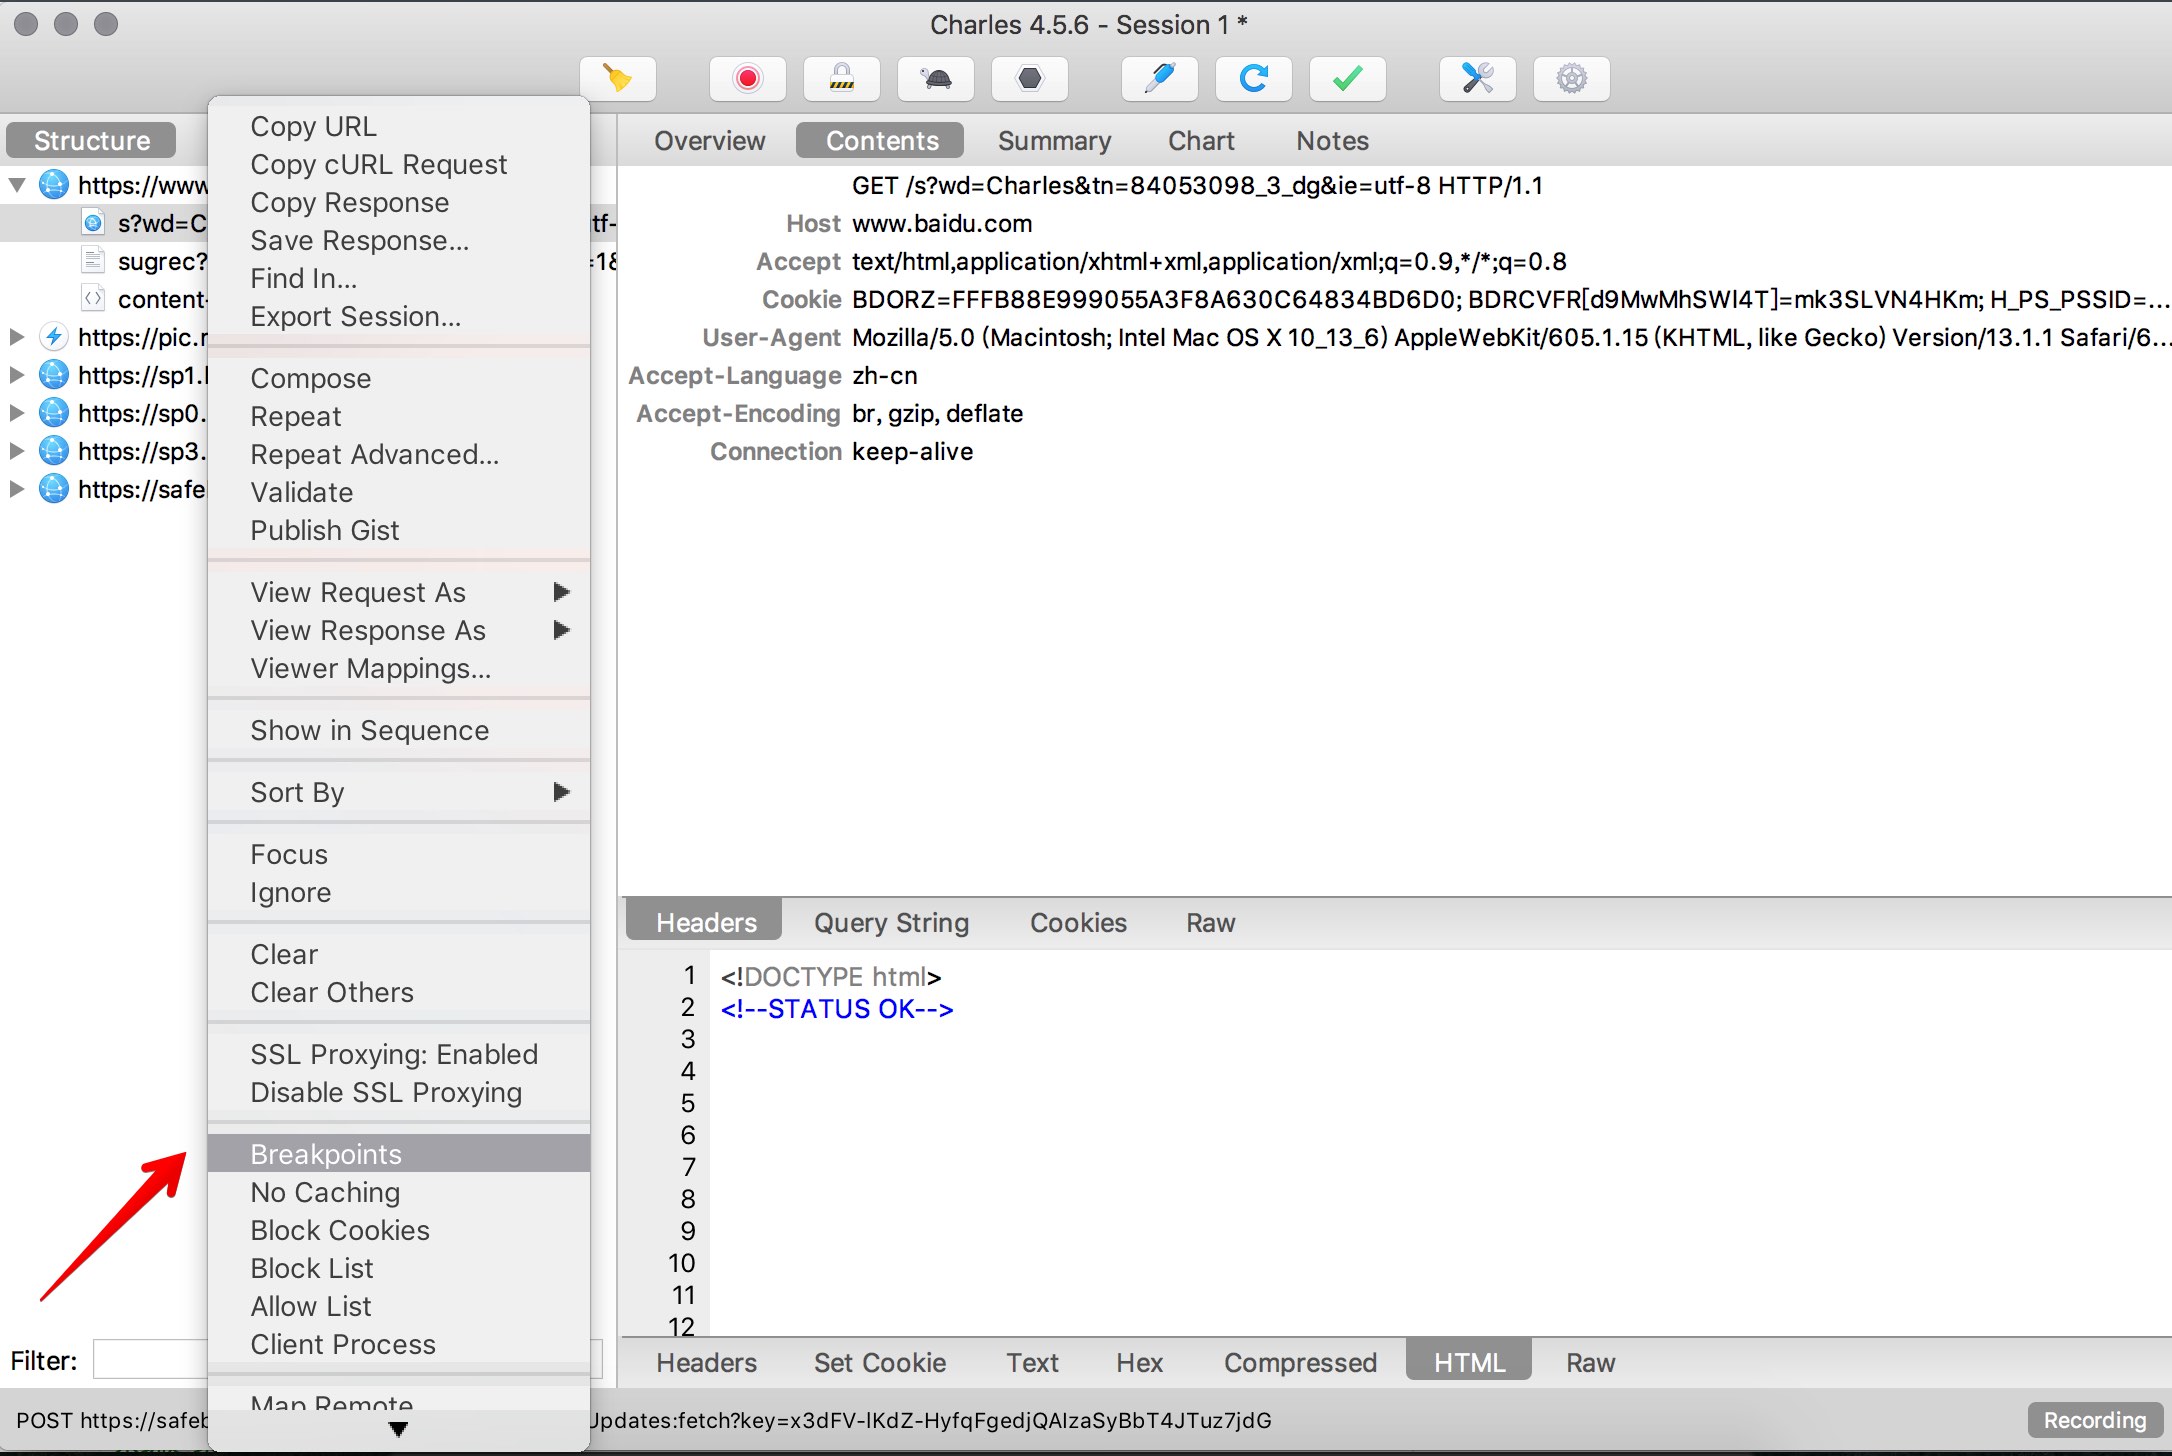 Charles 4.5.6 - Session 1 *
Structure
Overview
Contents
Summary
Chart
Notes
https://www
s?wd=C
tf-
sugrec?
=1&
content-
https://pic.r
https://sp1.
https://sp0.
https://sp3.
https://safe
Copy URL
Copy cURL Request
Copy Response
Save Response...
Find In...
Export Session...
Compose
Repeat
Repeat Advanced...
Validate
Publish Gist
View Request As
View Response As
Viewer Mappings...
Show in Sequence
Sort By
Focus
Ignore
Clear
Clear Others
SSL Proxying: Enabled
Disable SSL Proxying
Breakpoints
No Caching
Block Cookies
Block List
Allow List
Client Process
Map Remote
GET /s?wd=Charles&tn=84053098_3_dg&ie=utf-8 HTTP/1.1
Host www.baidu.com
Accept text/html,application/xhtml+xml,application/xml;q=0.9,*/*;q=0.8
Cookie BDORZ=FFFB88E999055A3F8A630C64834BD6D0; BDRCVFR[d9MwMhSWl4T]=mk3SLVN4HKm; H_PS_PSSID=...
User-Agent Mozilla/5.0 (Macintosh; Intel Mac OS X 10_13_6) AppleWebKit/605.1.15 (KHTML, like Gecko) Version/13.1.1 Safari/6...
Accept-Language zh-cn
Accept-Encoding br, gzip, deflate
Connection keep-alive
Headers
Query String
Cookies
Raw
1 <!DOCTYPE html>
2 <!--STATUS OK-->
3
4
5
6
7
8
9
10
11
12
Headers
Set Cookie
Text
Hex
Compressed
HTML
Raw
Filter:
POST https://safeb
Updates:fetch?key=x3dFV-lKdZ-HyfqFgedjQAIzaSyBbT4JTuz7jdG
Recording